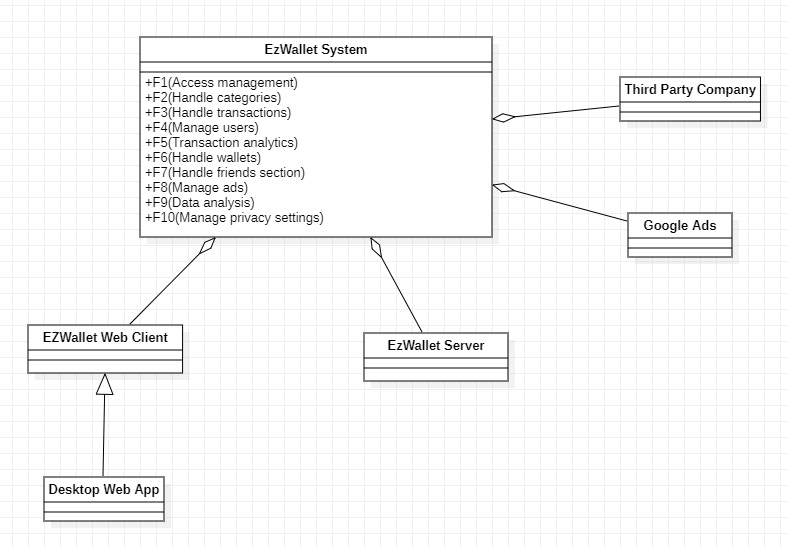 EzWallet System
+F1(Access management)
+F2(Handle categories)
+F3(Handle transactions)
+F4(Manage users)
+F5(Transaction analytics)
+F6(Handle wallets)
+F7(Handle friends section)
+F8(Manage ads)
+F9(Data analysis)
+F10(Manage privacy settings)
Third Party Company
Google Ads
EZWallet Web Client
EzWallet Server
Desktop Web App